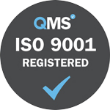 QMS
ISO 9001
REGISTERED